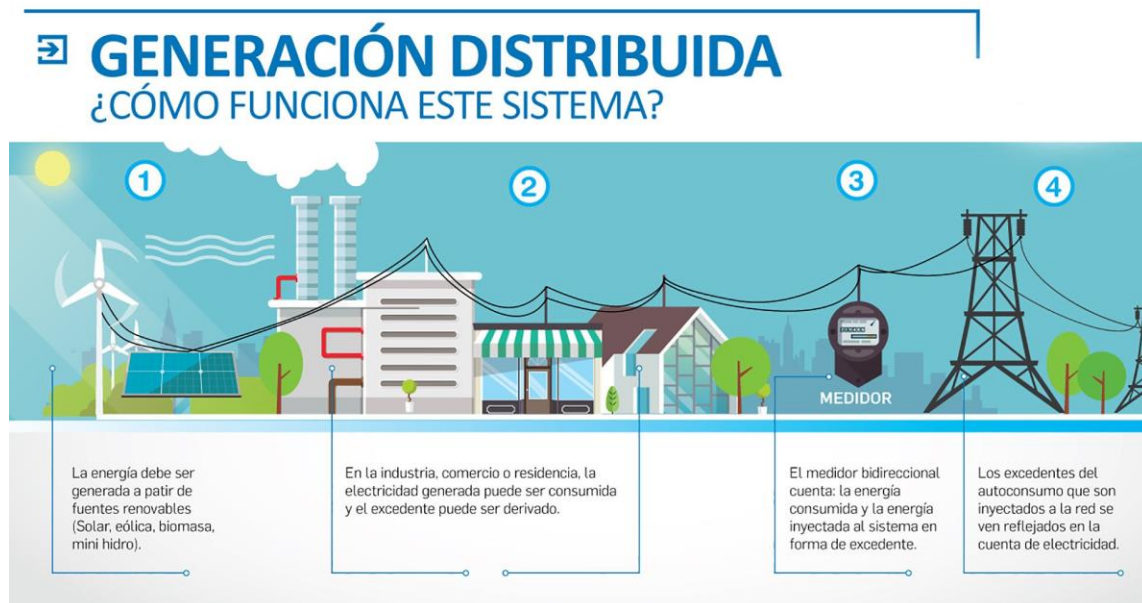 GENERACIÓN DISTRIBUIDA
¿CÓMO FUNCIONA ESTE SISTEMA?
1
2
3
4
MEDIDOR
La energía debe ser
generada a patir de
fuentes renovables
(Solar, eólica, biomasa,
mini hidro).
En la industria, comercio o residencia, la
electricidad generada puede ser consumida
y el excedente puede ser derivado.
El medidor bidireccional
cuenta: la energía
consumida y la energía
inyectada al sistema en
forma de excedente.
Los excedentes del
autoconsumo que son
inyectados a la red se
ven reflejados en la
cuenta de electricidad.